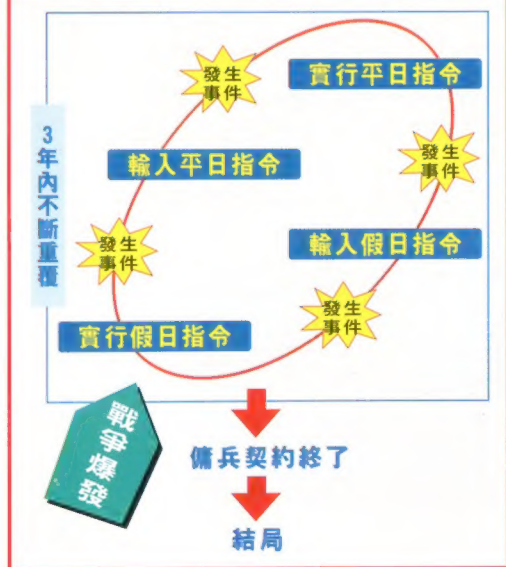 3年內不斷重覆
發生
事件
實行平日指令
發生
事件
輸入平日指令
發生
事件
輸入假日指令
發生
事件
實行假日指令
戰爭爆發
傭兵契約終了
結局